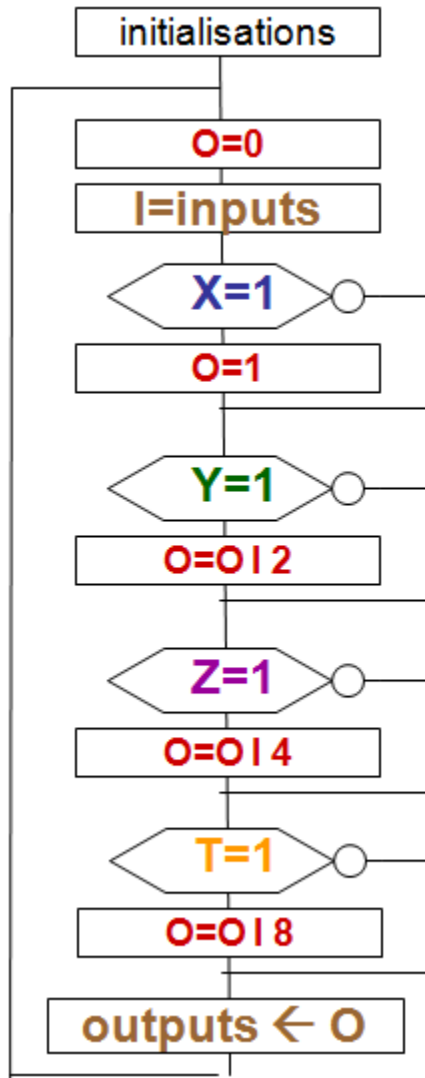 initialisations
O=0
I=inputs
X=1
O=1
Y=1
O=O I 2
Z=1
O=O I 4
T=1
O=O I 8
outputs ← O